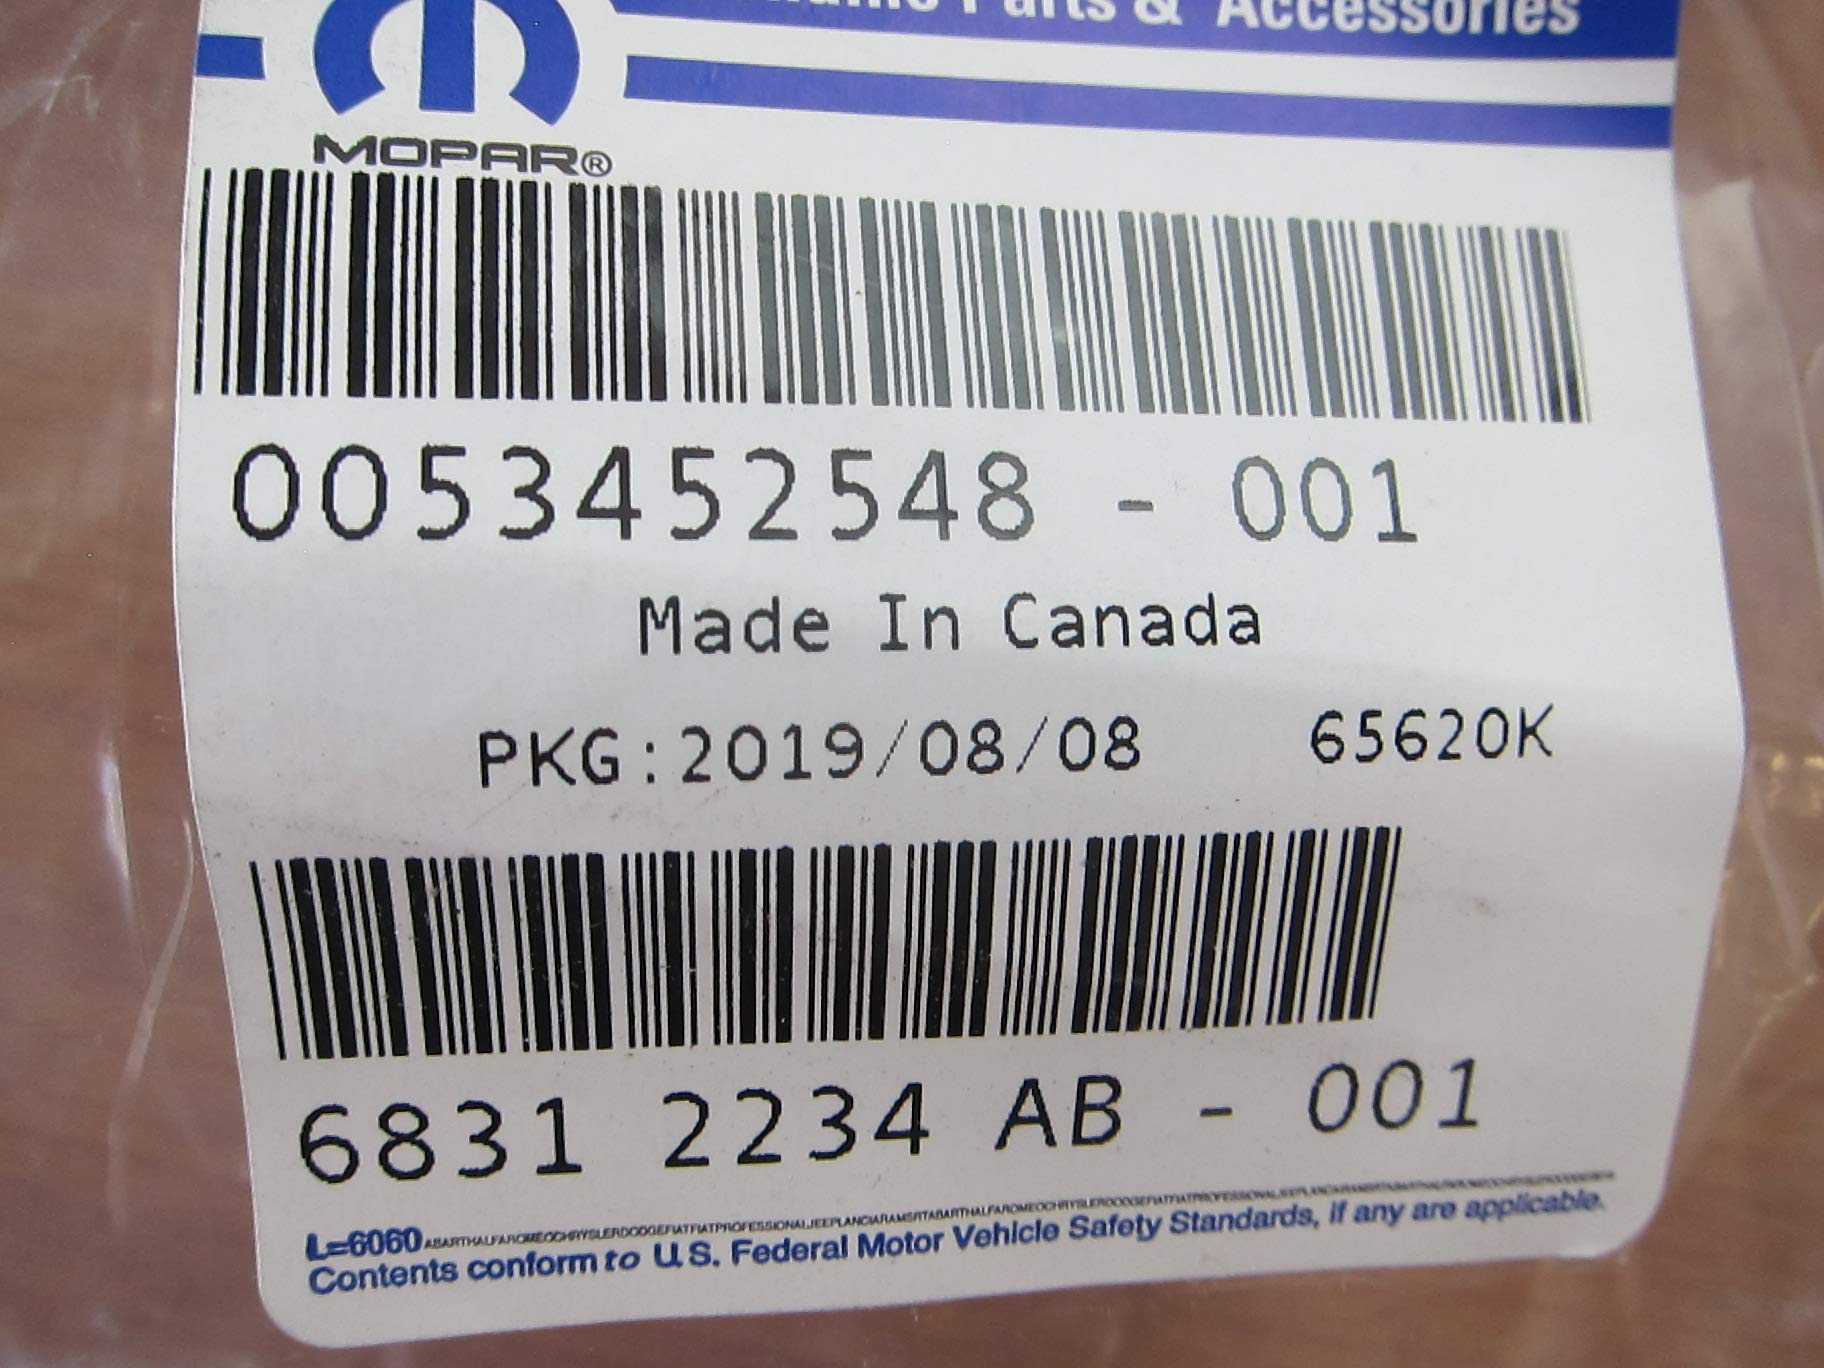 Parts & Accessories
MOPAR®
0053452548 - 001
Made In Canada
PKG:2019/08/08 65620K
6831 2234 AB - 001
L=6060 ABARTHALFAROMEOCHRYSLERDODGEFIATFIATPROFESSIONALJEEPLANCIARAMSRTABARTHALFAROMEOCHRYSLERDODGEFIATFIATPROFESSIONALJEEPLANCIARAMSRT
Contents conform to U.S. Federal Motor Vehicle Safety Standards, if any are applicable.